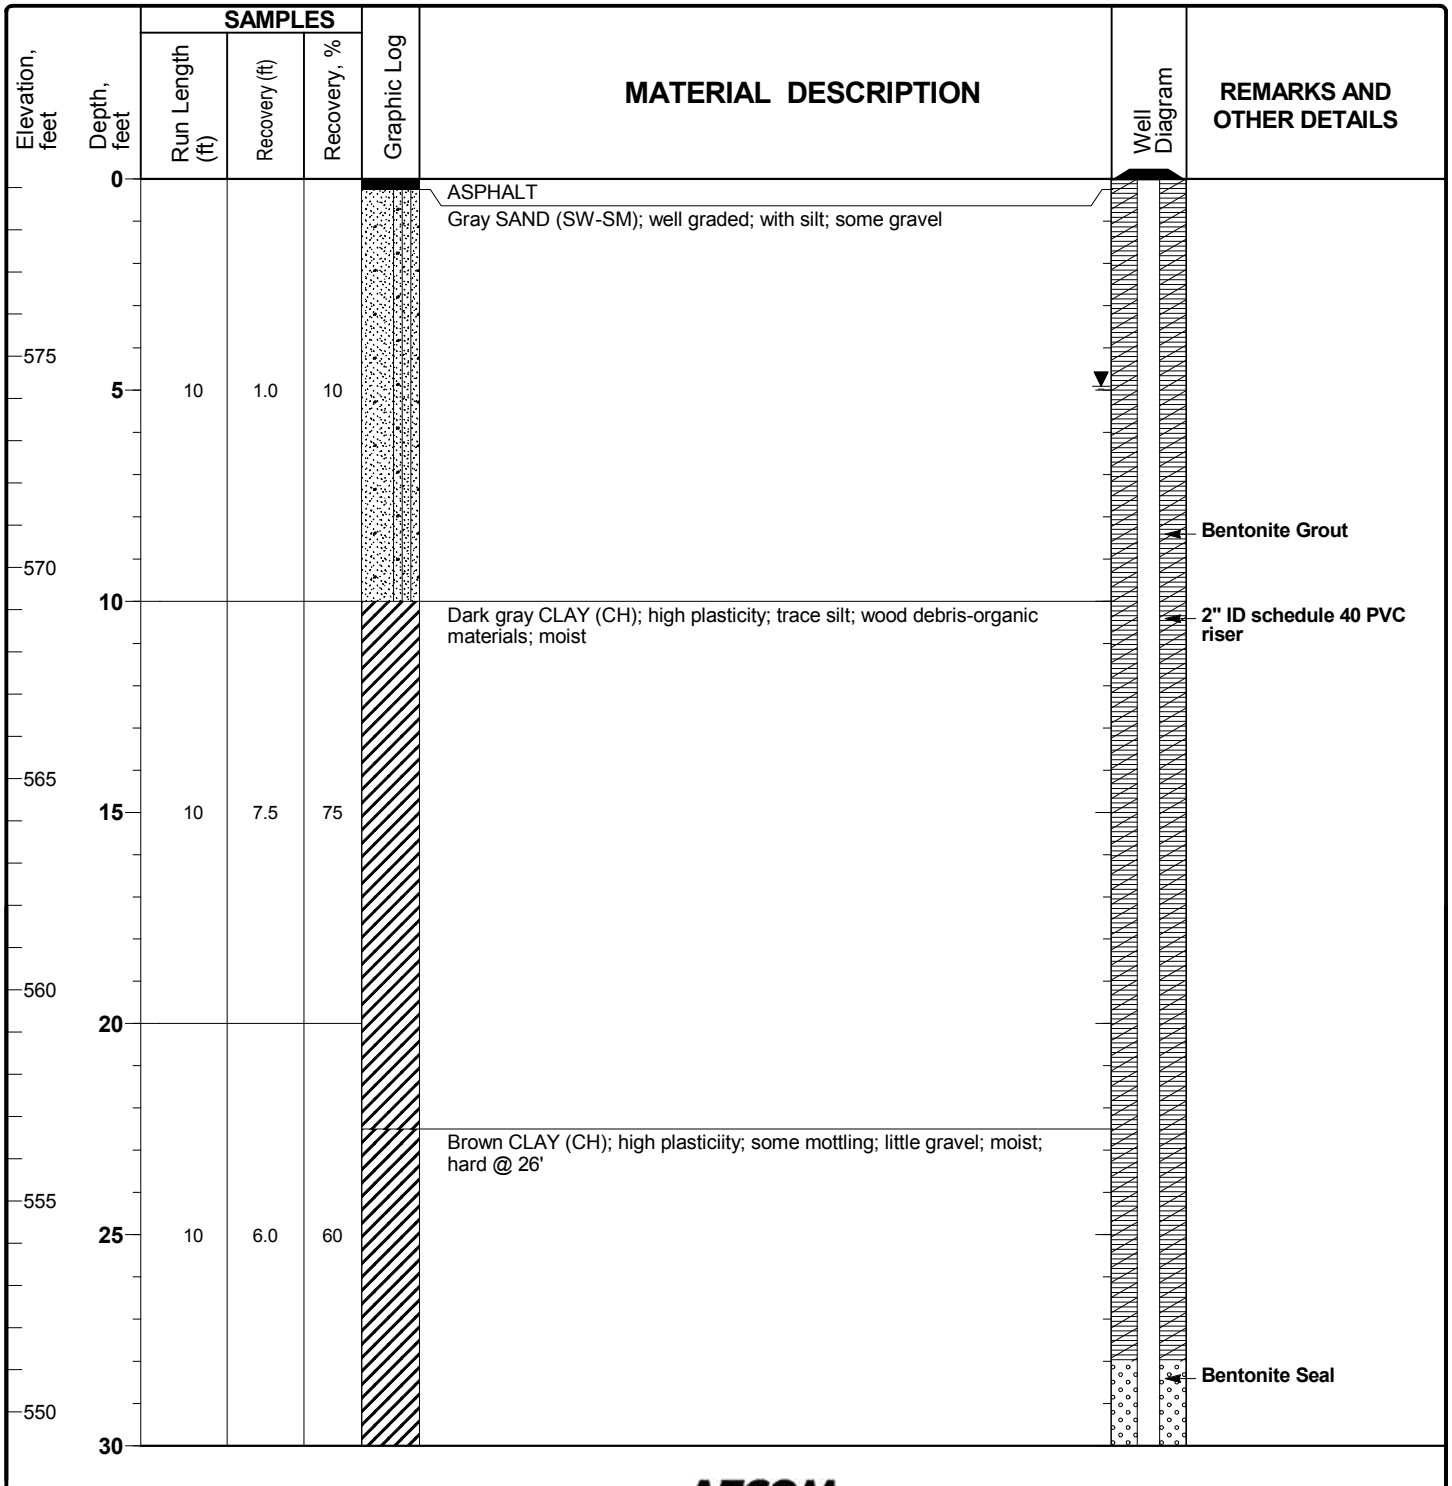 Elevation,
feet
Depth,
feet
SAMPLES
Run Length
(ft)
Recovery (ft)
Recovery, %
Graphic Log
MATERIAL DESCRIPTION
Well
Diagram
REMARKS AND
OTHER DETAILS
0
ASPHALT
Gray SAND (SW-SM); well graded; with silt; some gravel
575
5
10
1.0
10
Bentonite Grout
570
10
Dark gray CLAY (CH); high plasticity; trace silt; wood debris-organic
materials; moist
2" ID schedule 40 PVC
riser
565
15
10
7.5
75
560
20
Brown CLAY (CH); high plasticiity; some mottling; little gravel; moist;
hard @ 26'
555
25
10
6.0
60
Bentonite Seal
550
30